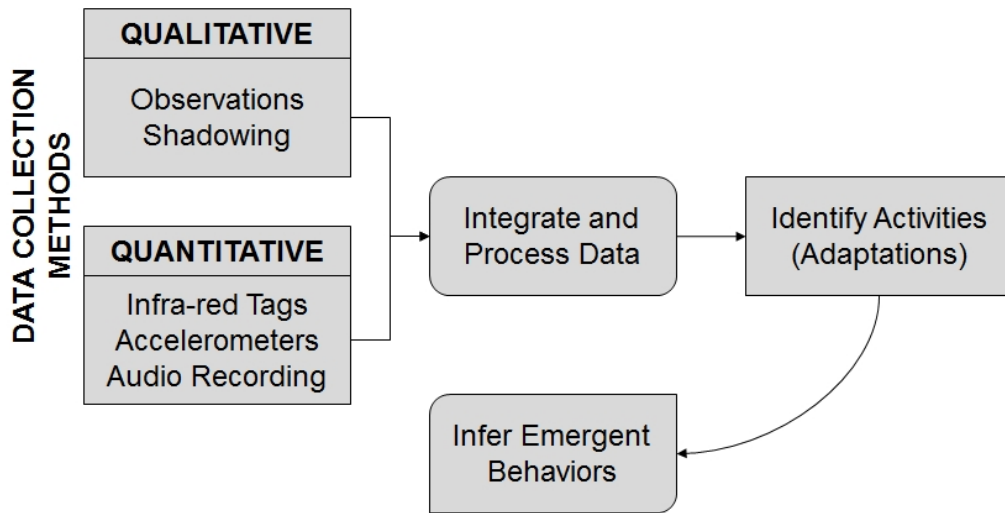 DATA COLLECTION
METHODS
QUALITATIVE
Observations
Shadowing
QUANTITATIVE
Infra-red Tags
Accelerometers
Audio Recording
Integrate and
Process Data
Identify Activities
(Adaptations)
Infer Emergent
Behaviors